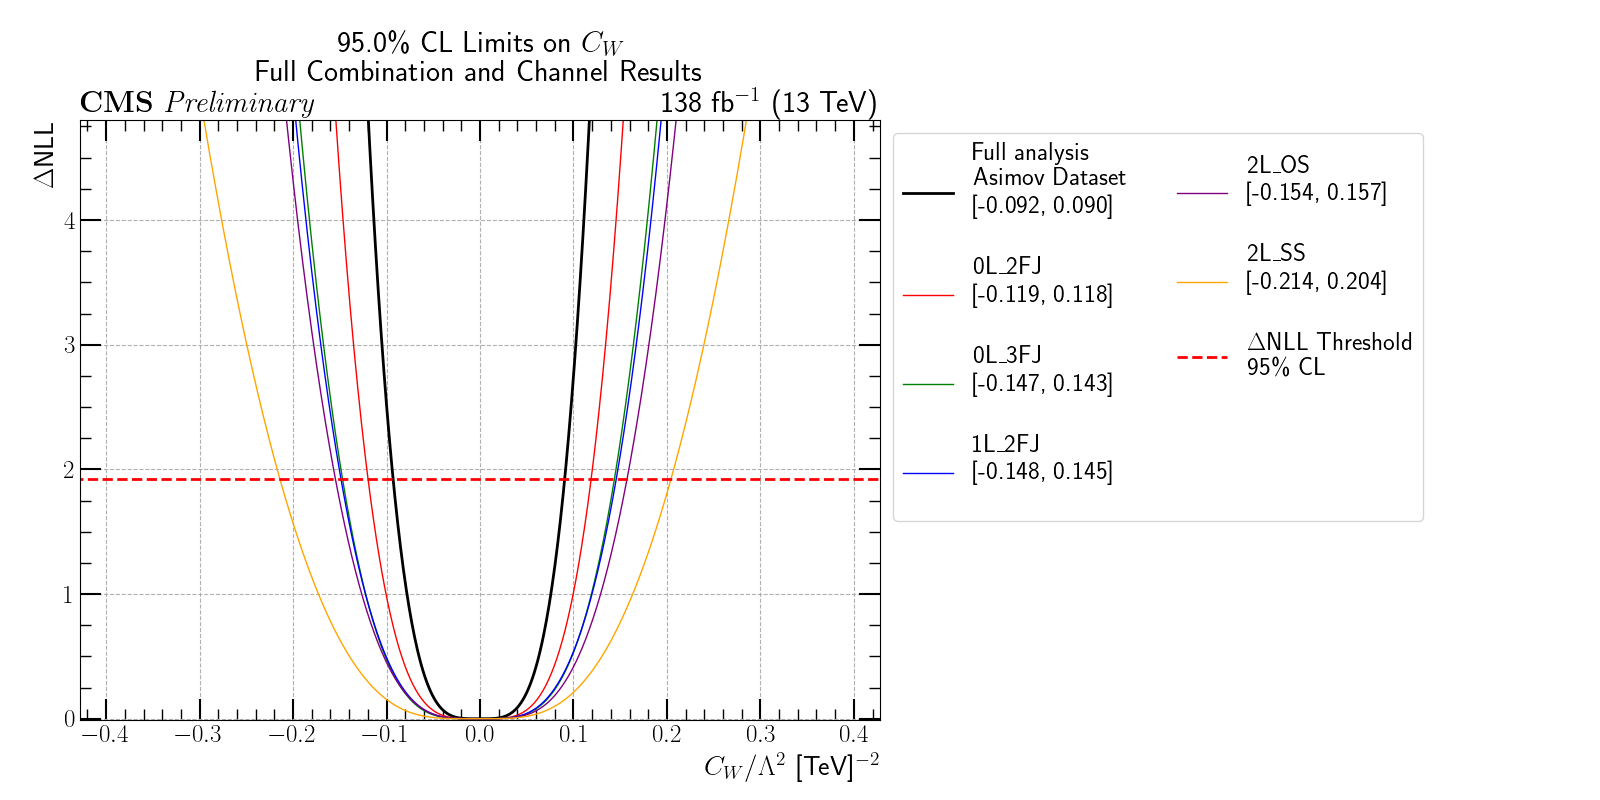 95.0% CL Limits on C_W
Full Combination and Channel Results
CMS Preliminary
138 fb⁻¹ (13 TeV)
ΔNLL
4
3
2
1
0
−0.4 −0.3 −0.2 −0.1 0.0 0.1 0.2 0.3 0.4
C_W/Λ² [TeV]⁻²
Full analysis
Asimov Dataset
[-0.092, 0.090]
0L_2FJ
[-0.119, 0.118]
0L_3FJ
[-0.147, 0.143]
1L_2FJ
[-0.148, 0.145]
2L_OS
[-0.154, 0.157]
2L_SS
[-0.214, 0.204]
ΔNLL Threshold
95% CL